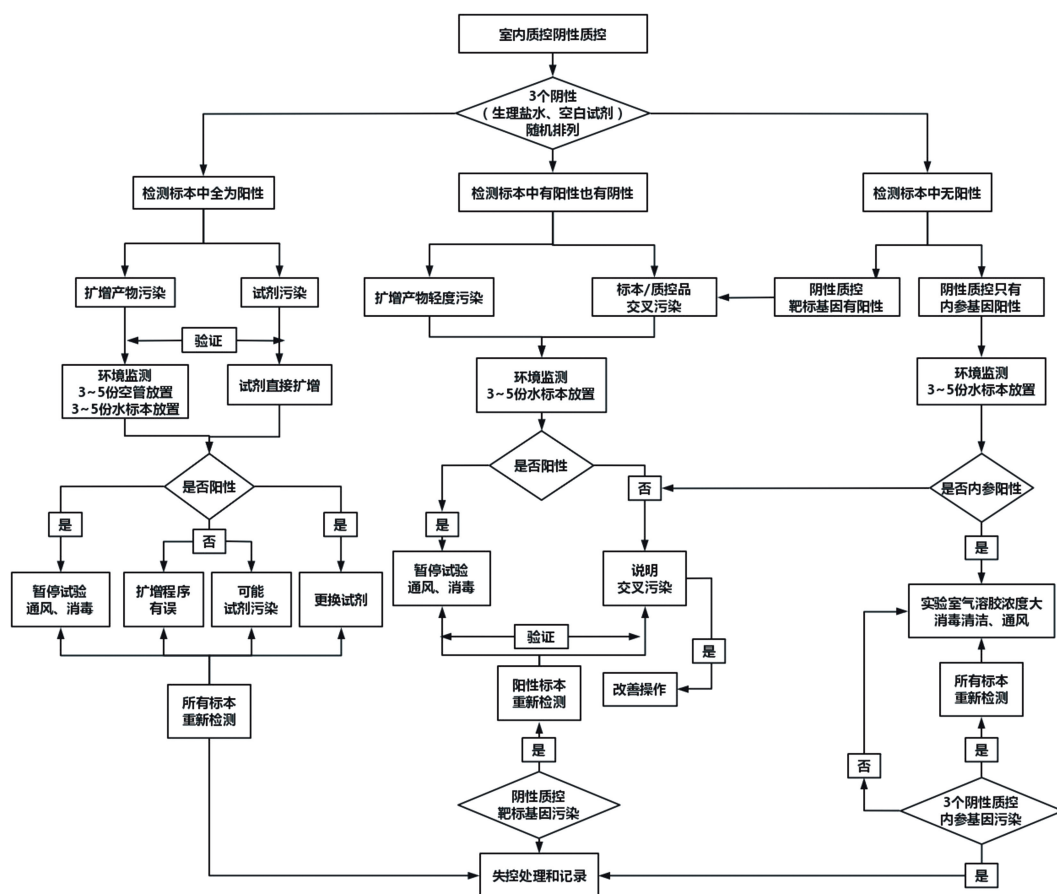 室内质控阴性质控
3个阴性
（生理盐水、空白试剂）
随机排列
检测标本中全为阳性
检测标本中有阳性也有阴性
检测标本中无阳性
扩增产物污染
试剂污染
扩增产物轻度污染
标本/质控品
交叉污染
阴性质控
靶标基因有阳性
阴性质控只有
内参基因阳性
验证
环境监测
3~5份空管放置
3~5份水标本放置
试剂直接扩增
环境监测
3~5份水标本放置
环境监测
3~5份水标本放置
是否阳性
是否阳性
是否内参阳性
是
否
是
是
否
是
暂停试验
通风、消毒
扩增程序
有误
可能
试剂污染
更换试剂
暂停试验
通风、消毒
说明
交叉污染
实验室气溶胶浓度大
消毒清洁、通风
验证
是
所有标本
重新检测
阳性标本
重新检测
改善操作
所有标本
重新检测
是
是
否
阴性质控
靶标基因污染
3个阴性质控
内参基因污染
失控处理和记录
是